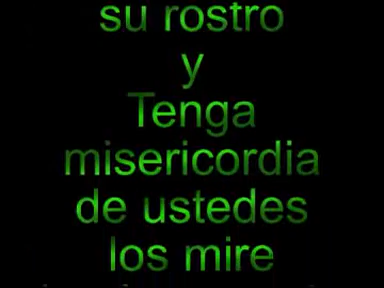 su rostro
y
Tenga
misericordia
de ustedes
los mire